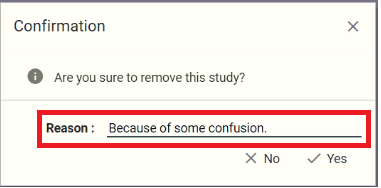 Confirmation
Are you sure to remove this study?
Reason : Because of some confusion.
No Yes